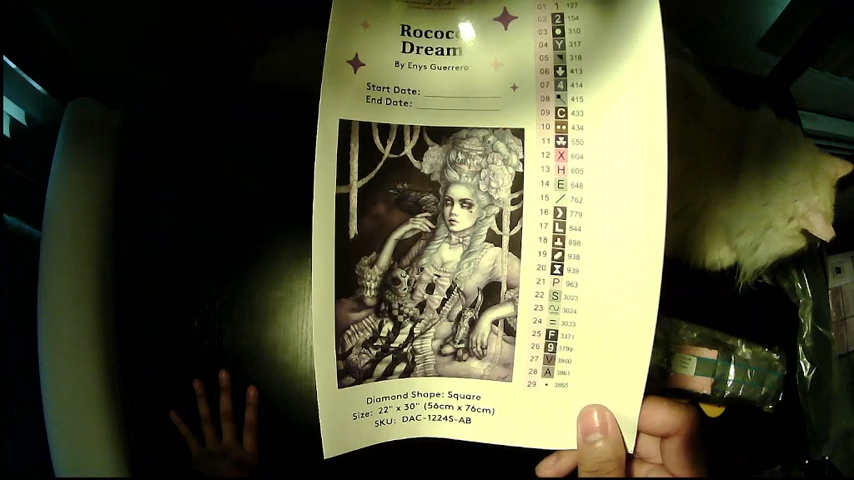 Rococo
Dream
By Enys Guerrero
Start Date:
End Date:
Diamond Shape: Square
Size: 22" x 30" (56cm x 76cm)
SKU: DAC-1224S-AB
01 1 127
02 2 154
03 ● 310
04 Y 317
05 318
06 413
07 4 414
08 415
09 C 433
10 434
11 ♣ 550
12 X 604
13 H 605
14 E 648
15 / 762
16 779
17 L 844
18 898
19 938
20 939
21 P 963
22 S 3023
23 3024
24 = 3033
25 F 3371
26 9 3799
27 V 3860
28 A 3861
29 • 3865